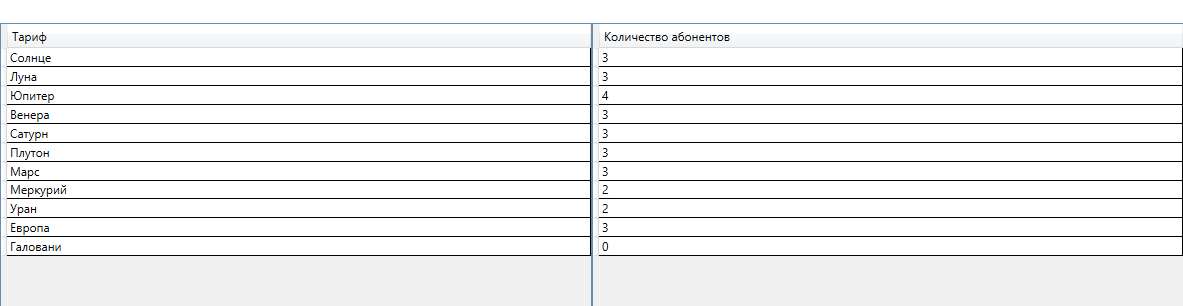 Тариф Количество абонентов
Солнце 3
Луна 3
Юпитер 4
Венера 3
Сатурн 3
Плутон 3
Марс 3
Меркурий 2
Уран 2
Европа 3
Галовани 0